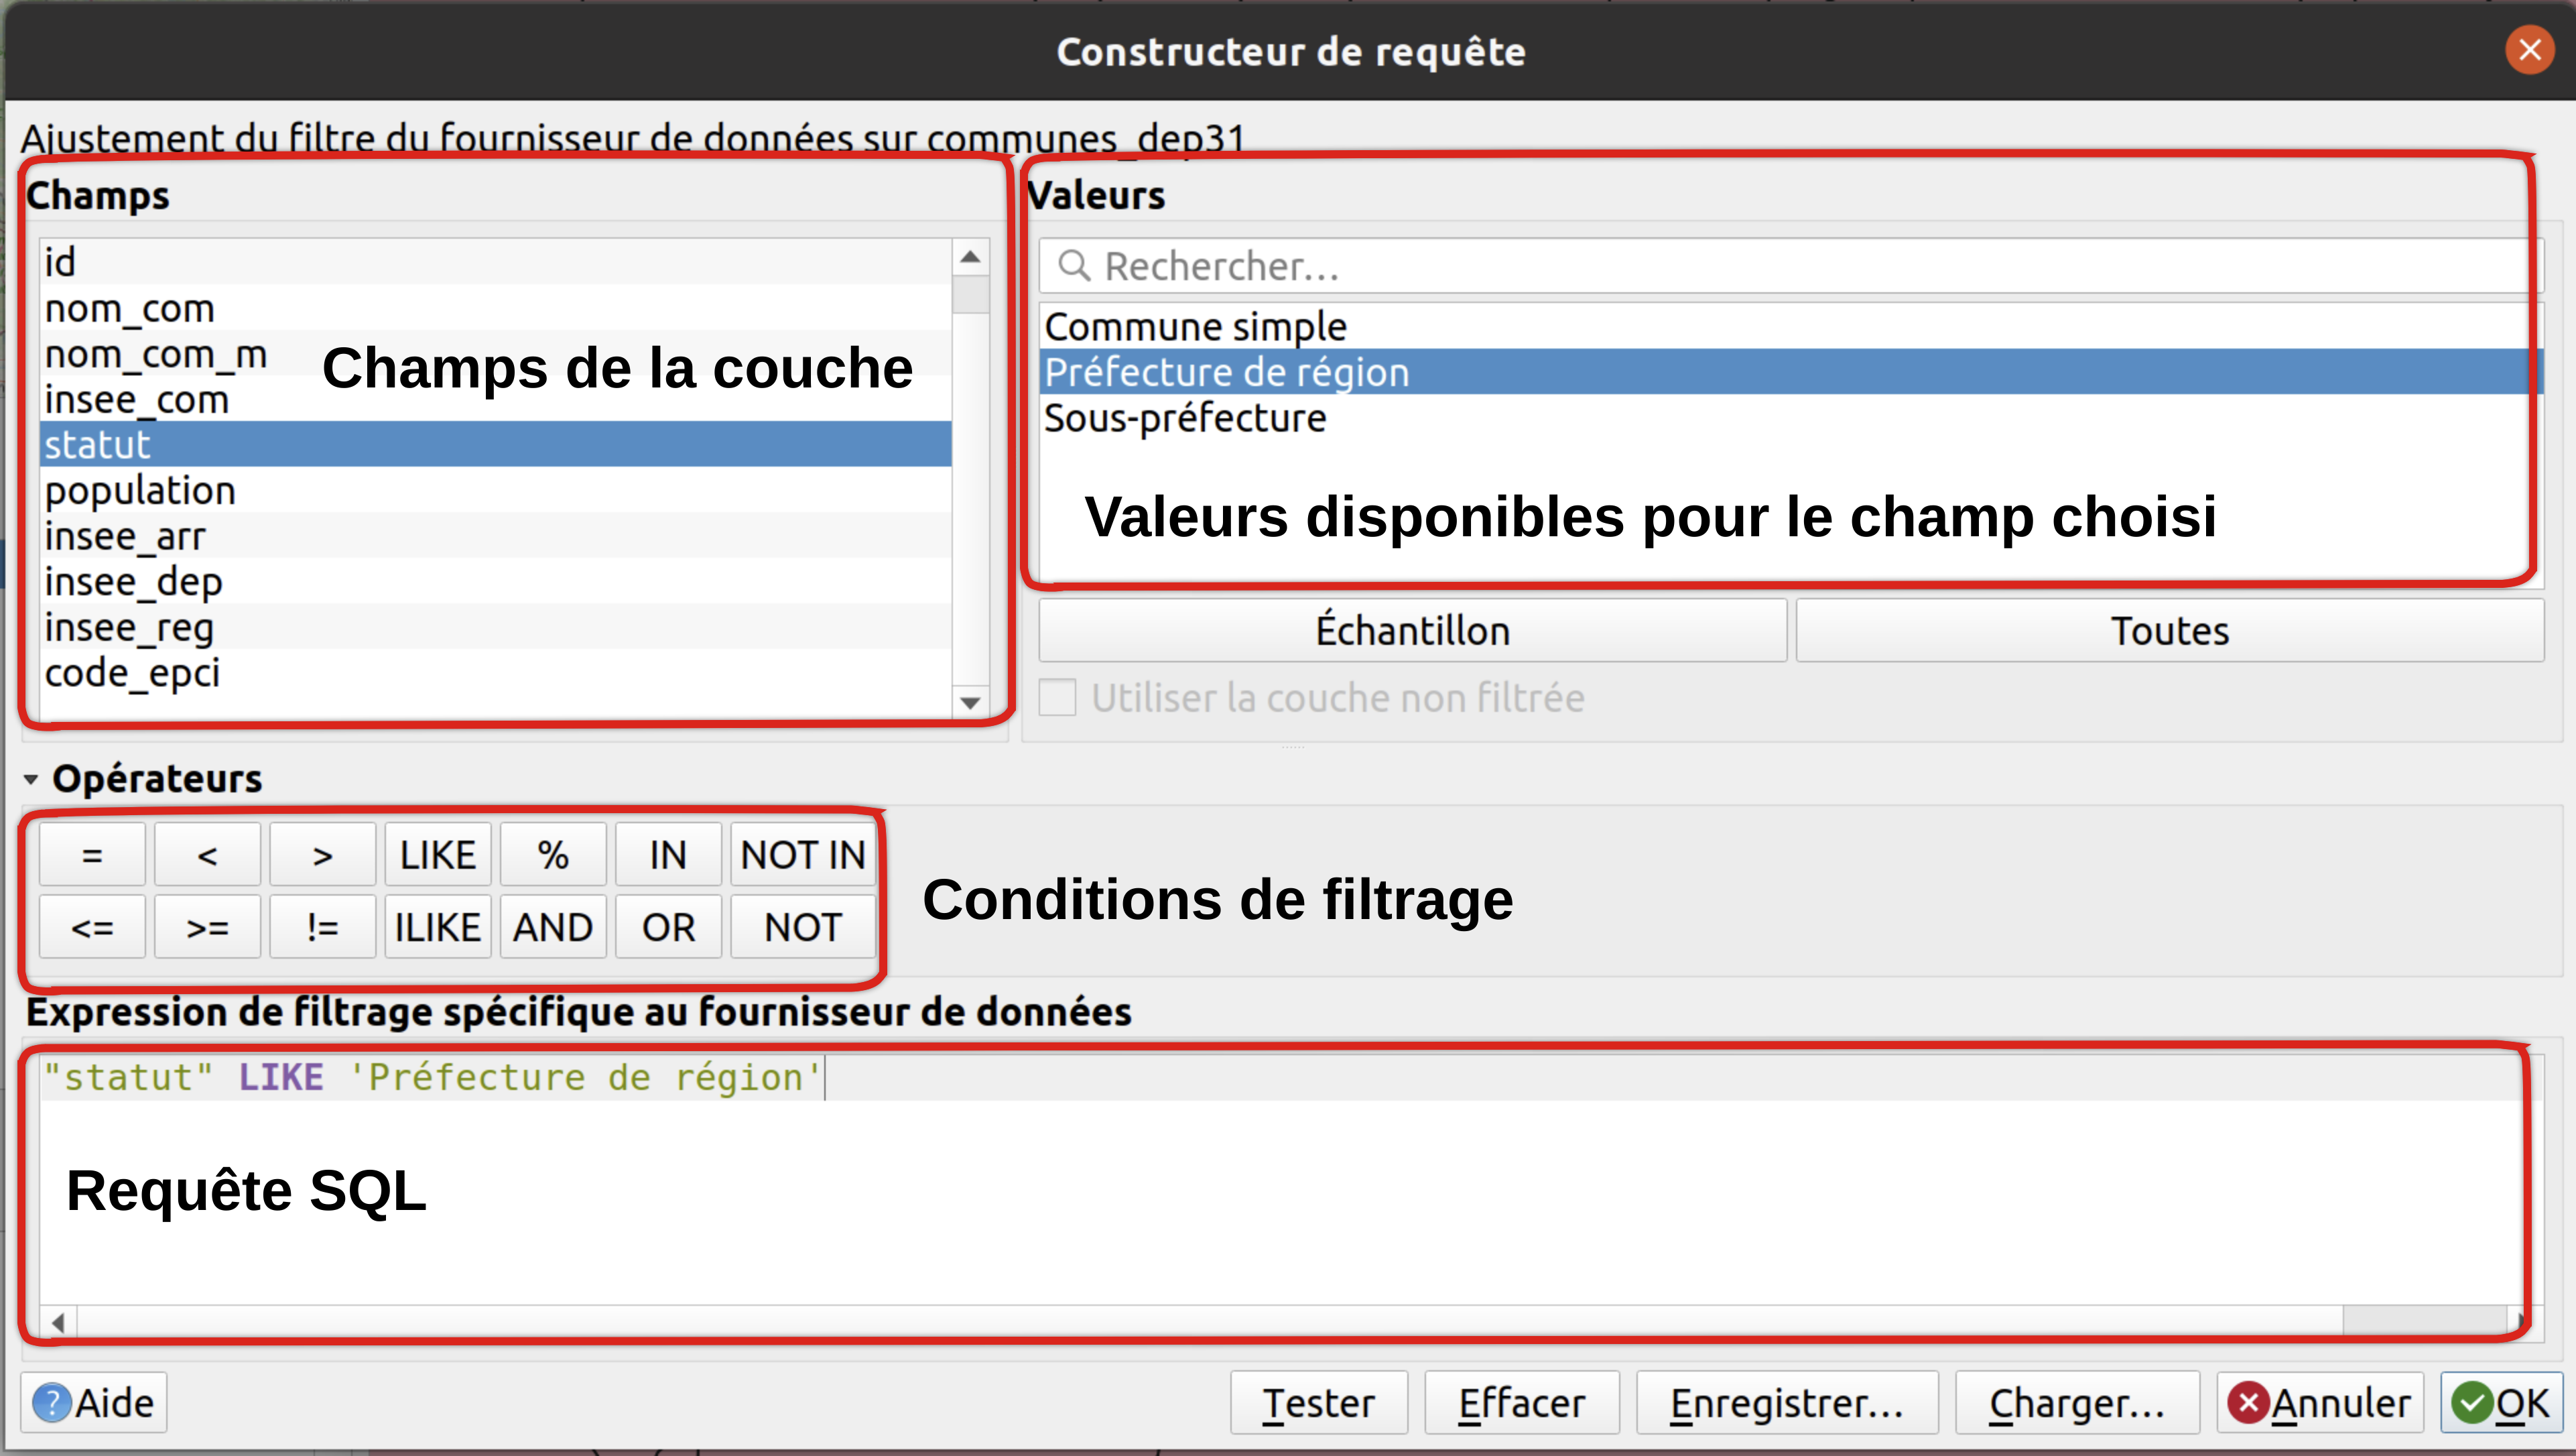 Constructeur de requête
Ajustement du filtre du fournisseur de données sur communes_dep31
Champs
id
nom_com
nom_com_m
insee_com
statut
population
insee_arr
insee_dep
insee_reg
code_epci
Champs de la couche
Valeurs
Rechercher...
Commune simple
Préfecture de région
Sous-préfecture
Valeurs disponibles pour le champ choisi
Échantillon Toutes
Utiliser la couche non filtrée
Opérateurs
= < > LIKE % IN NOT IN
<= >= != ILIKE AND OR NOT
Conditions de filtrage
Expression de filtrage spécifique au fournisseur de données
"statut" LIKE 'Préfecture de région'
Requête SQL
Aide Tester Effacer Enregistrer... Charger... Annuler OK